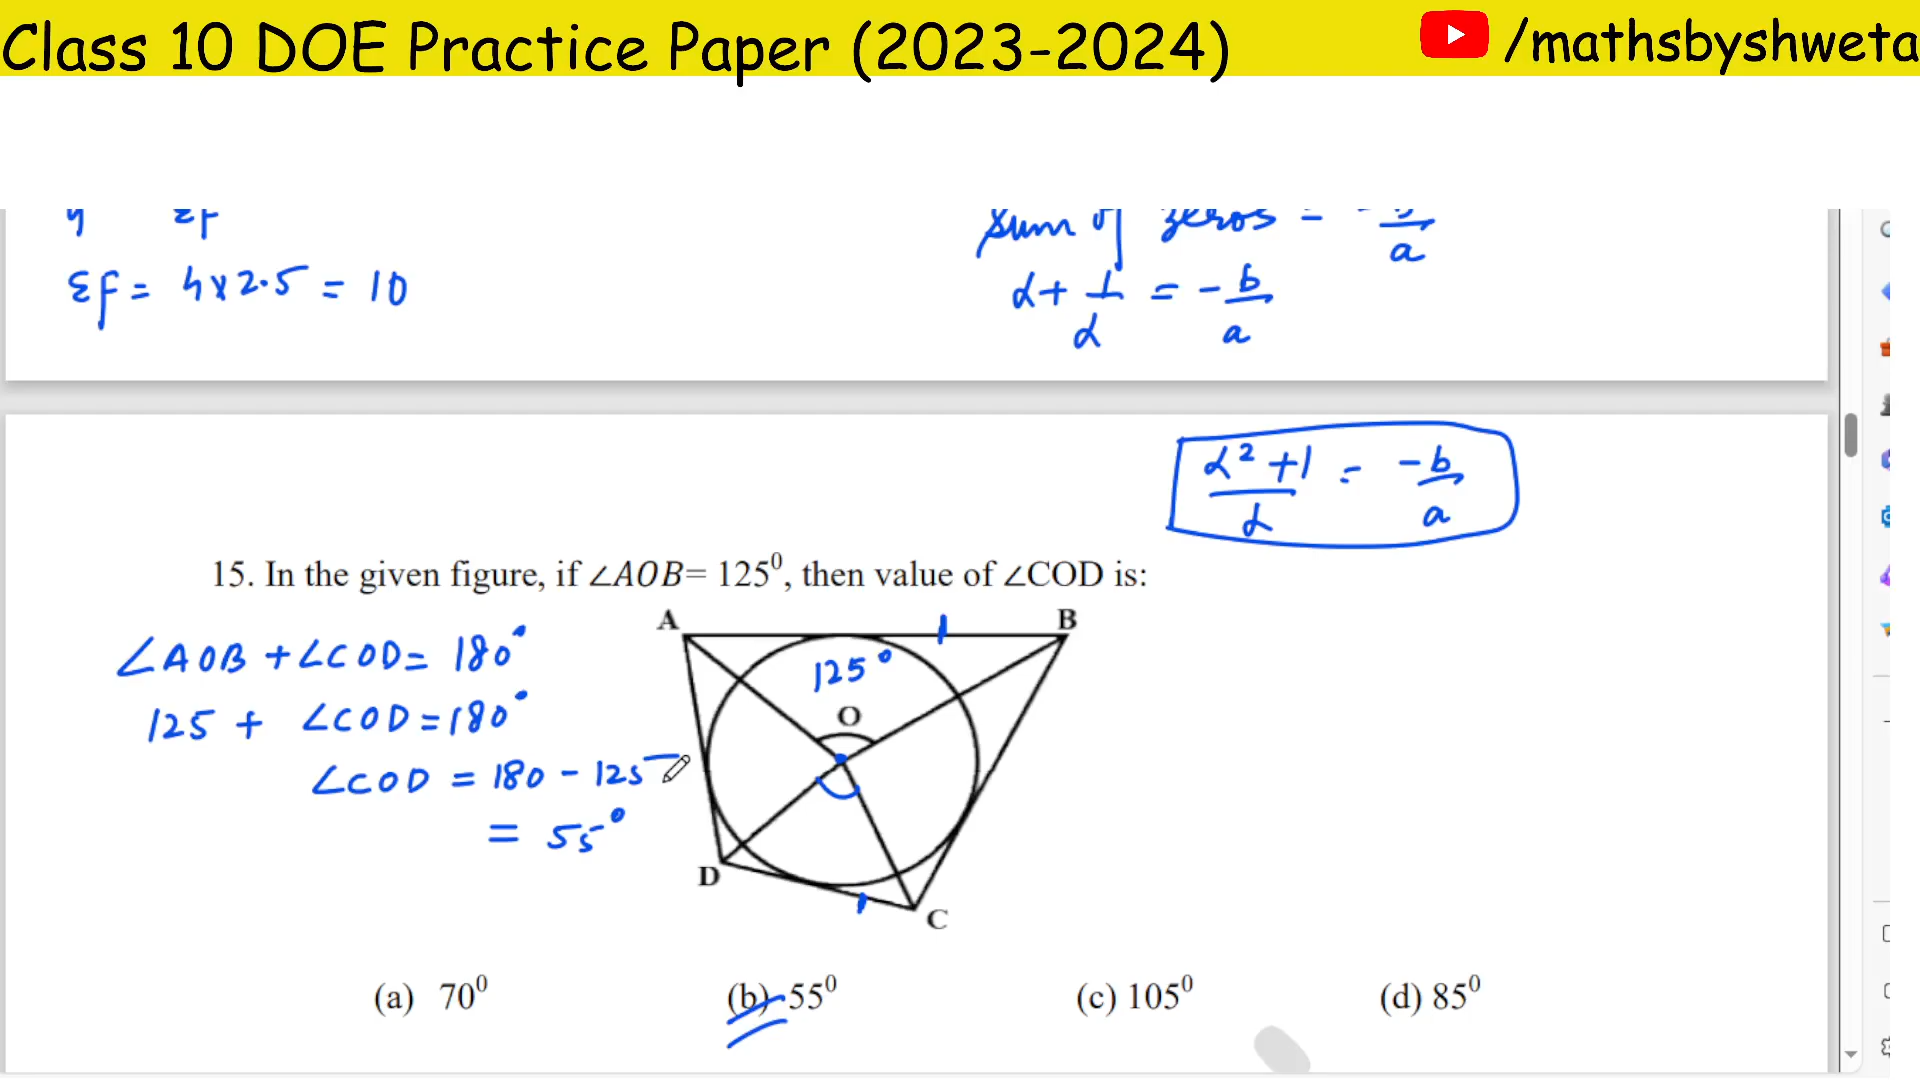 Class 10 DOE Practice Paper (2023-2024)
/mathsbyshweta
Sum of zeros = -b/a
Σf = 4x2.5 = 10
α + 1/α = -b/a
α² + 1/α = -b/a
15. In the given figure, if ∠AOB= 125⁰, then value of ∠COD is:
A
B
∠AOB + ∠COD = 180°
125°
125 + ∠COD = 180°
O
∠COD = 180 - 125
= 55°
D
C
(a) 70⁰
(b) 55⁰
(c) 105⁰
(d) 85⁰